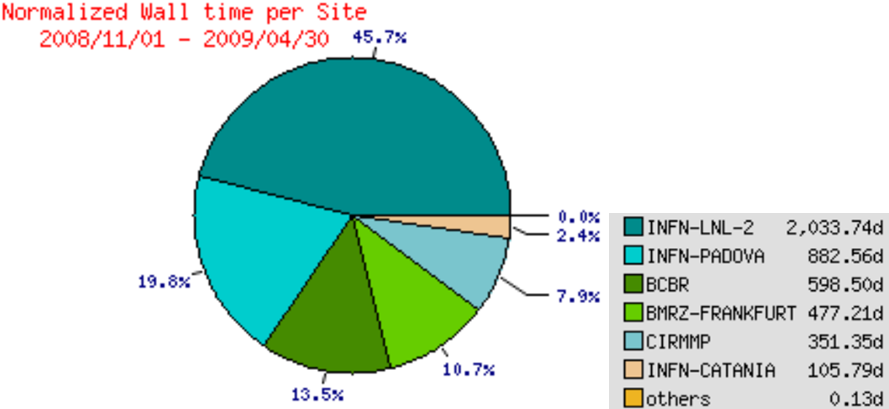 Normalized Wall time per Site
2008/11/01 - 2009/04/30
45.7%
0.0%
2.4%
7.9%
10.7%
13.5%
19.8%
INFN-LNL-2 2,033.74d
INFN-PADOVA 882.56d
BCBR 598.50d
BMRZ-FRANKFURT 477.21d
CIRMMP 351.35d
INFN-CATANIA 105.79d
others 0.13d